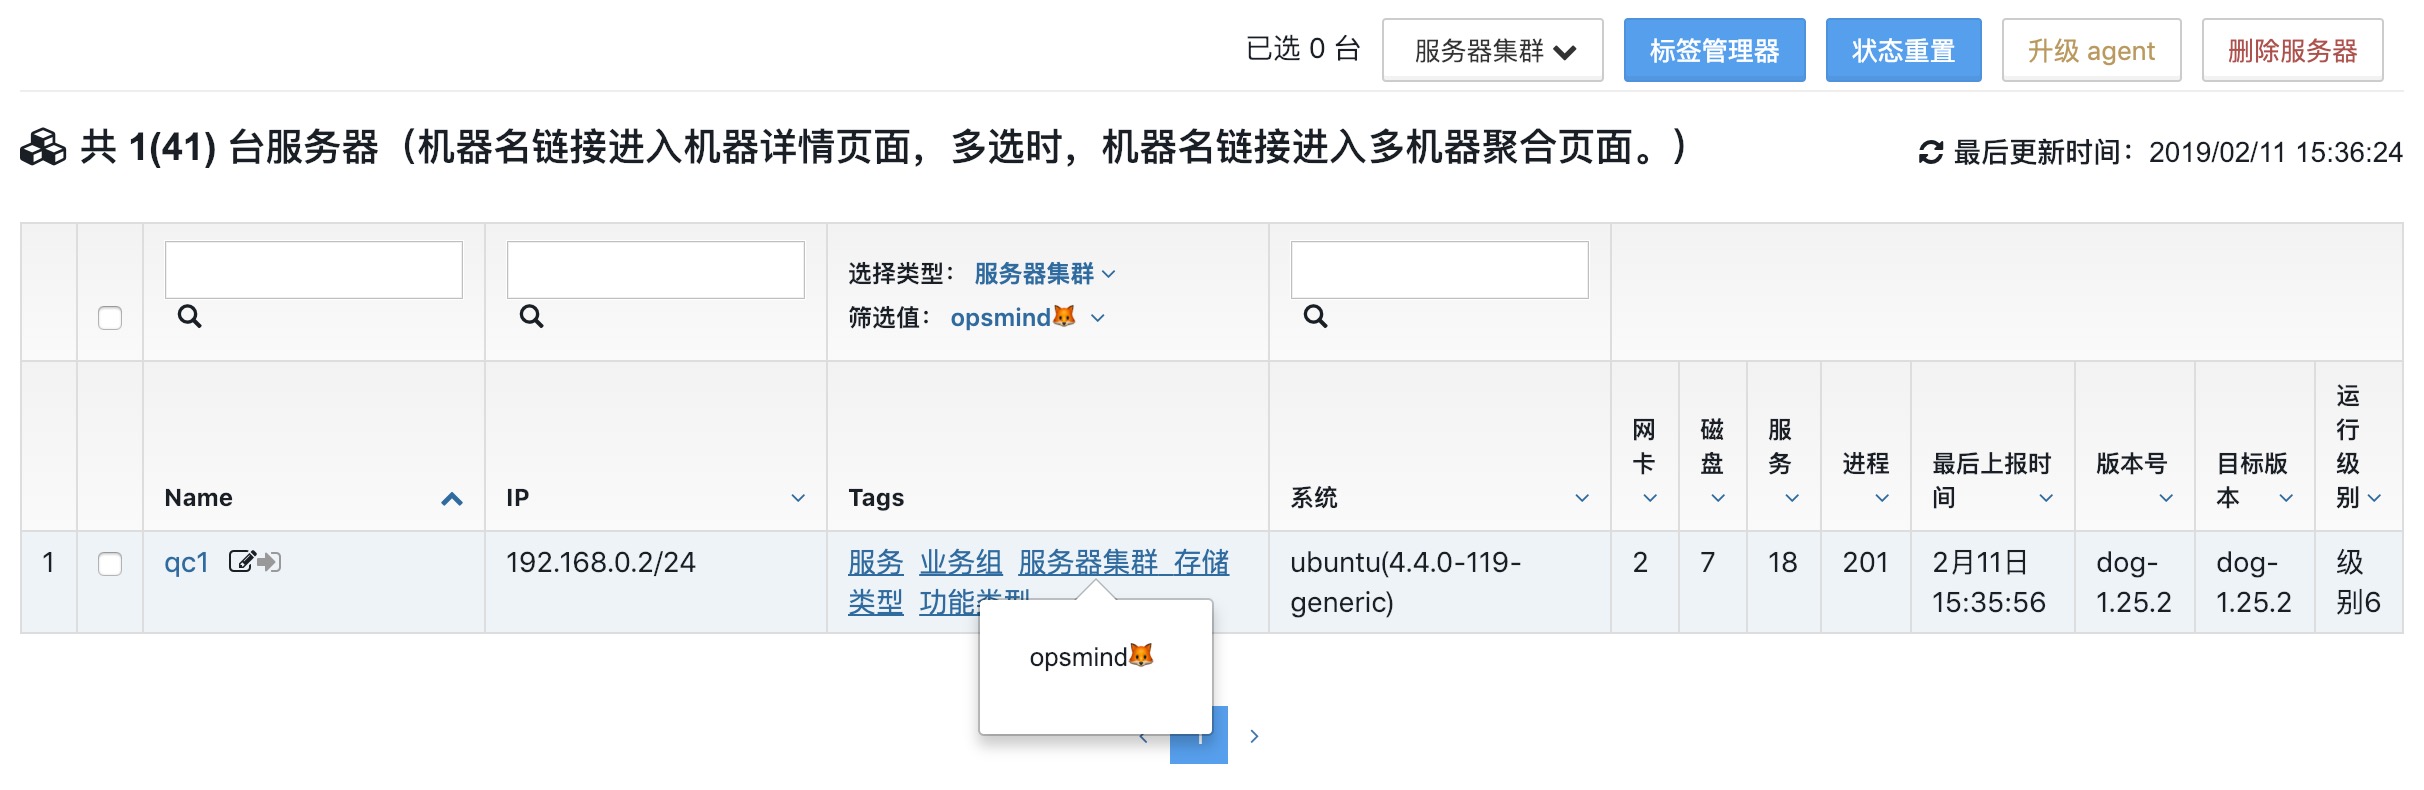 已选 0 台 服务器集群 标签管理器 状态重置 升级 agent 删除服务器
共 1(41) 台服务器（机器名链接进入机器详情页面，多选时，机器名链接进入多机器聚合页面。）
最后更新时间：2019/02/11 15:36:24
选择类型： 服务器集群
筛选值： opsmind🦊
Name
IP
Tags
系统
网
卡
磁
盘
服
务
进程
最后上报时
间
版本号
目标版
本
运
行
级
别
1
qc1
192.168.0.2/24
服务 业务组 服务器集群 存储
类型 功能类型
ubuntu(4.4.0-119-
generic)
2
7
18
201
2月11日
15:35:56
dog-
1.25.2
dog-
1.25.2
级
别6
opsmind🦊